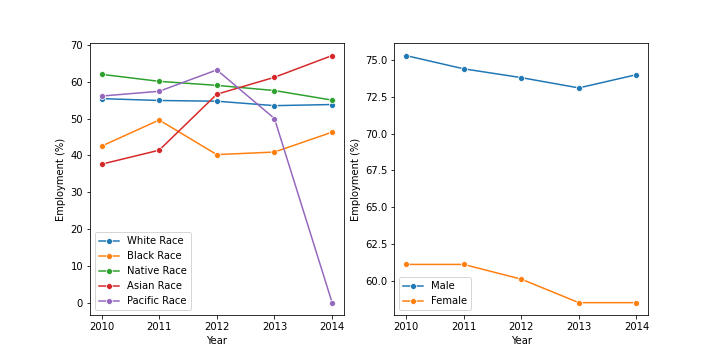 70
60
50
40
30
20
10
0
Employment (%)
White Race
Black Race
Native Race
Asian Race
Pacific Race
2010 2011 2012 2013 2014
Year
75.0
72.5
70.0
67.5
65.0
62.5
60.0
Employment (%)
Male
Female
2010 2011 2012 2013 2014
Year